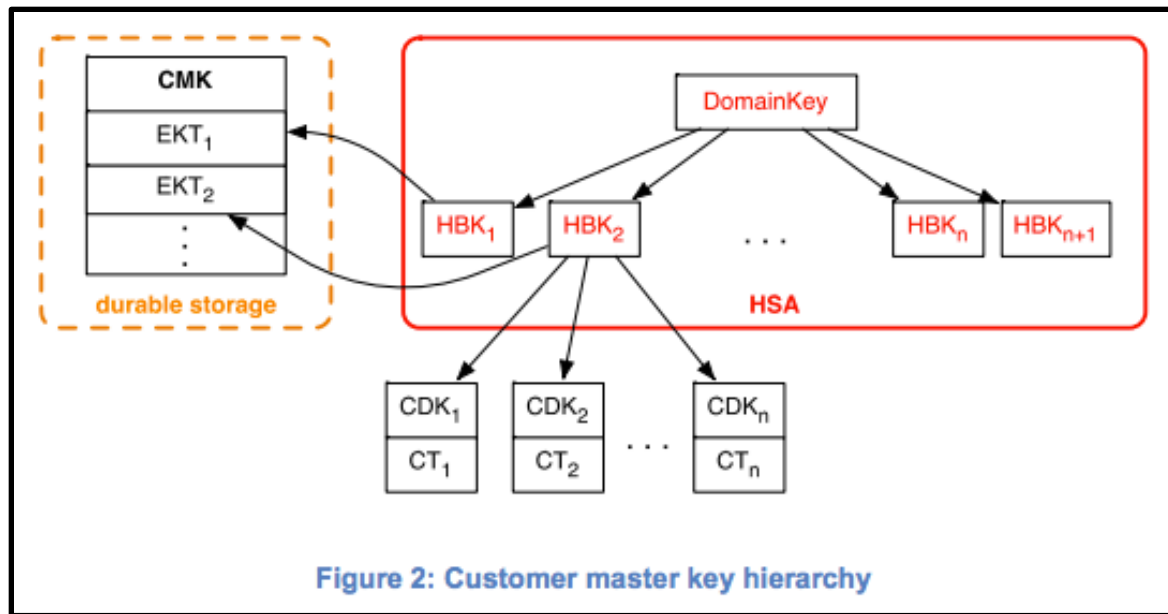 CMK
EKT₁
EKT₂
⋮
durable storage
DomainKey
HBK₁
HBK₂
. . .
HBKₙ
HBKₙ₊₁
HSA
CDK₁
CT₁
CDK₂
CT₂
. . .
CDKₙ
CTₙ
Figure 2: Customer master key hierarchy